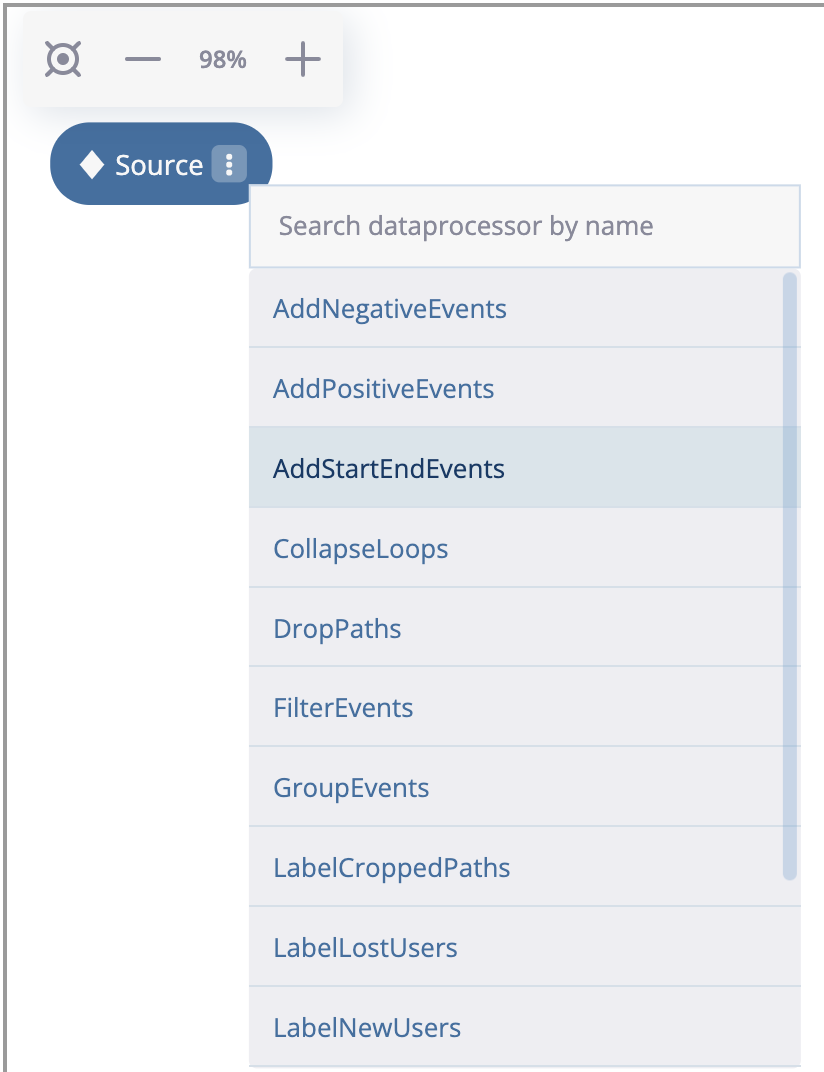 98%
Source
Search dataprocessor by name
AddNegativeEvents
AddPositiveEvents
AddStartEndEvents
CollapseLoops
DropPaths
FilterEvents
GroupEvents
LabelCroppedPaths
LabelLostUsers
LabelNewUsers